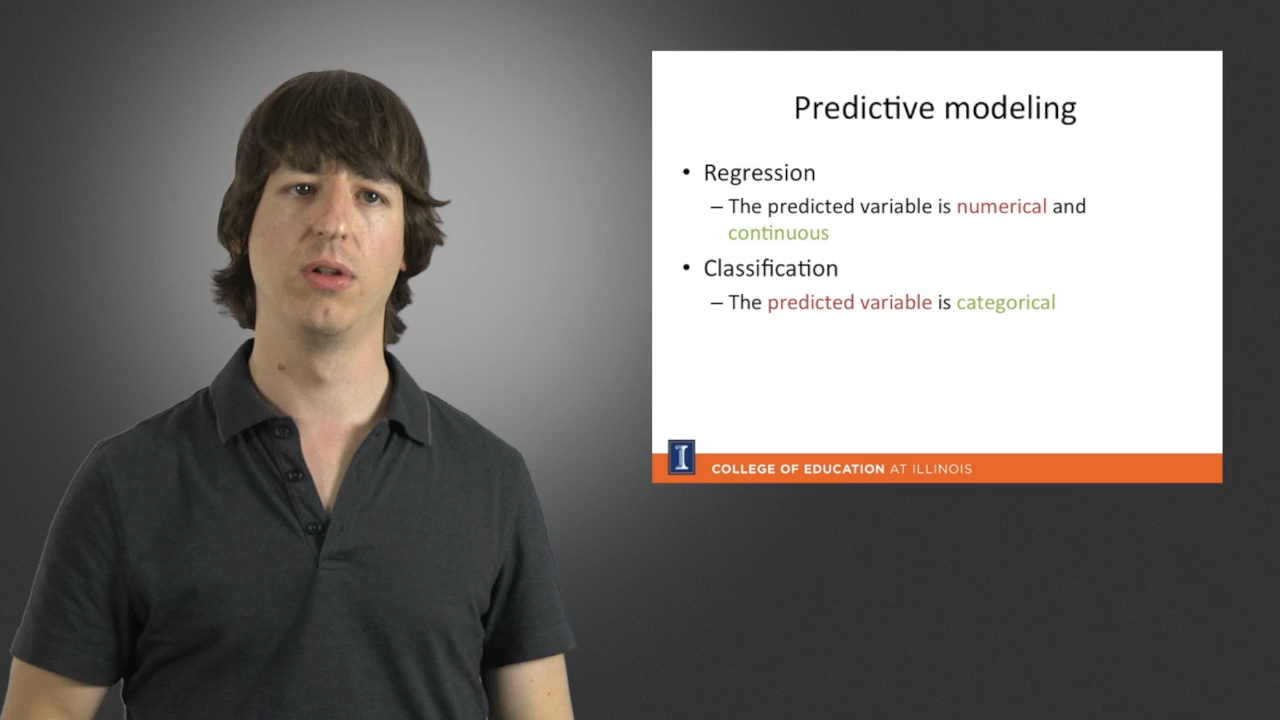 Predictive modeling
• Regression
– The predicted variable is numerical and
continuous
• Classification
– The predicted variable is categorical
I
COLLEGE OF EDUCATION AT ILLINOIS